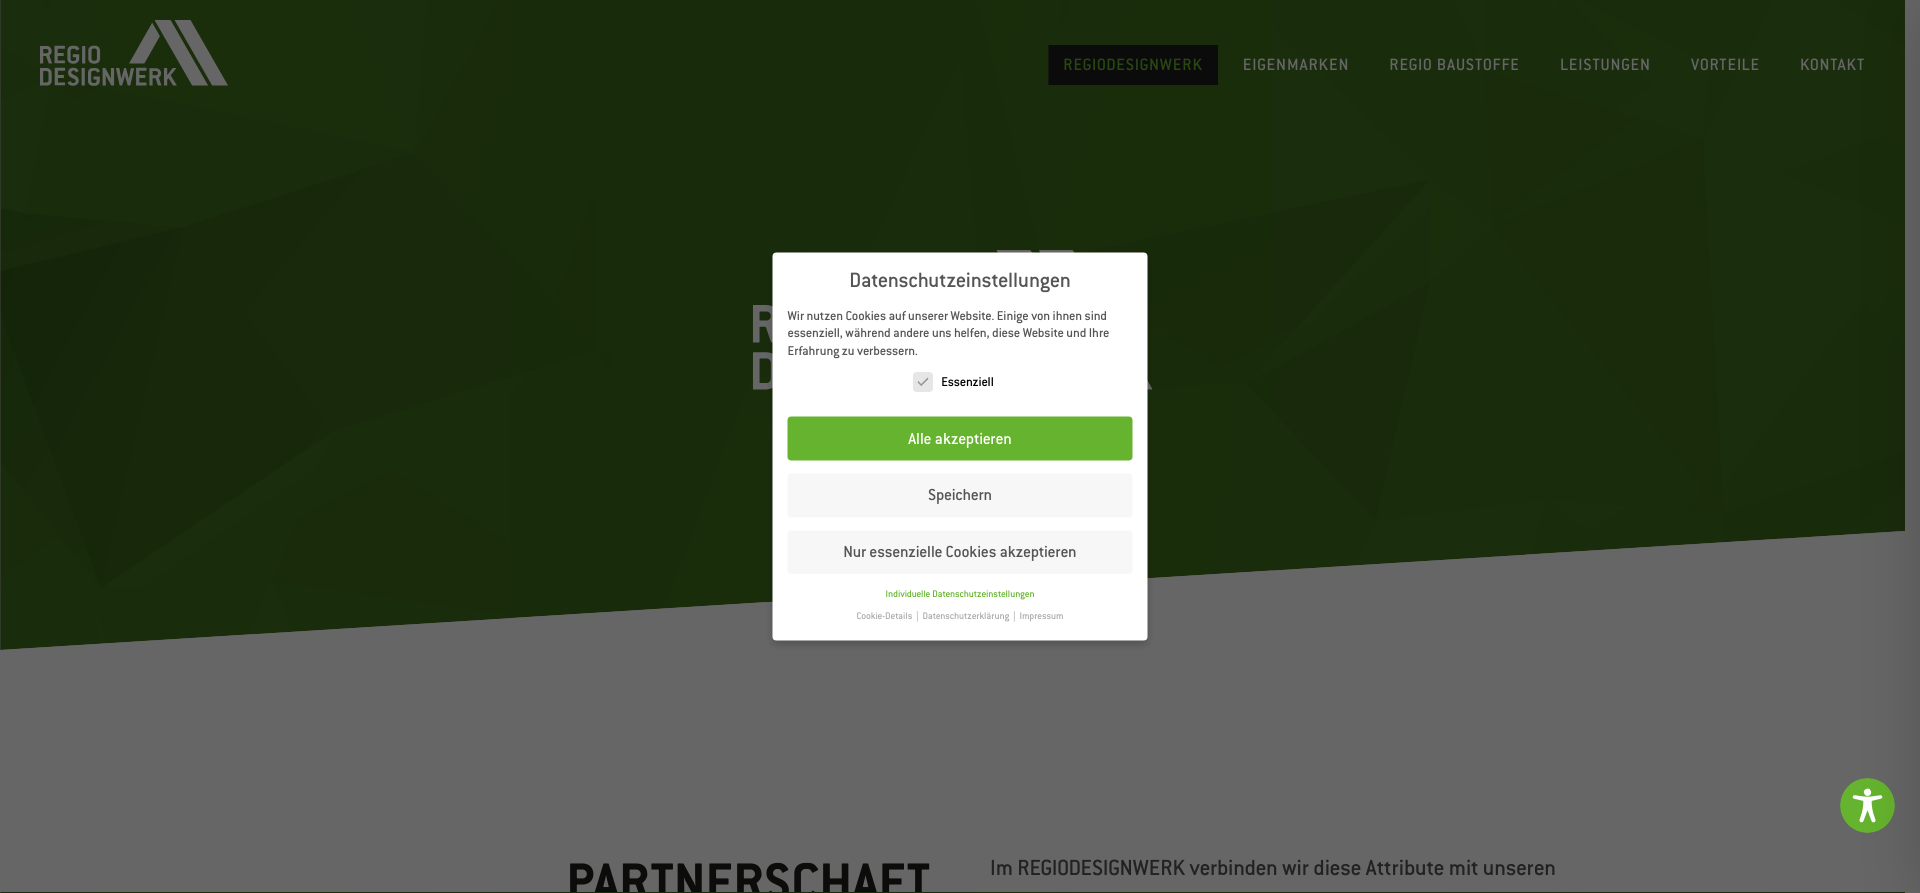 REGIO
DESIGNWERK
REGIODESIGNWERK
EIGENMARKEN
REGIO BAUSTOFFE
LEISTUNGEN
VORTEILE
KONTAKT
Datenschutzeinstellungen
Wir nutzen Cookies auf unserer Website. Einige von ihnen sind
essenziell, während andere uns helfen, diese Website und Ihre
Erfahrung zu verbessern.
Essenziell
Alle akzeptieren
Speichern
Nur essenzielle Cookies akzeptieren
Individuelle Datenschutzeinstellungen
Cookie-Details | Datenschutzerklärung | Impressum
PARTNERSCHAFT
Im REGIODESIGNWERK verbinden wir diese Attribute mit unseren